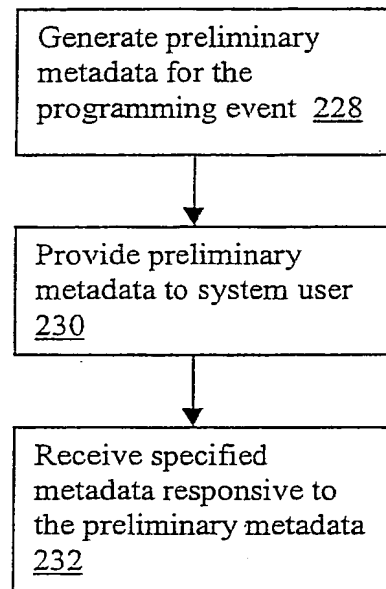 Generate preliminary
metadata for the
programming event 228
Provide preliminary
metadata to system user
230
Receive specified
metadata responsive to
the preliminary metadata
232